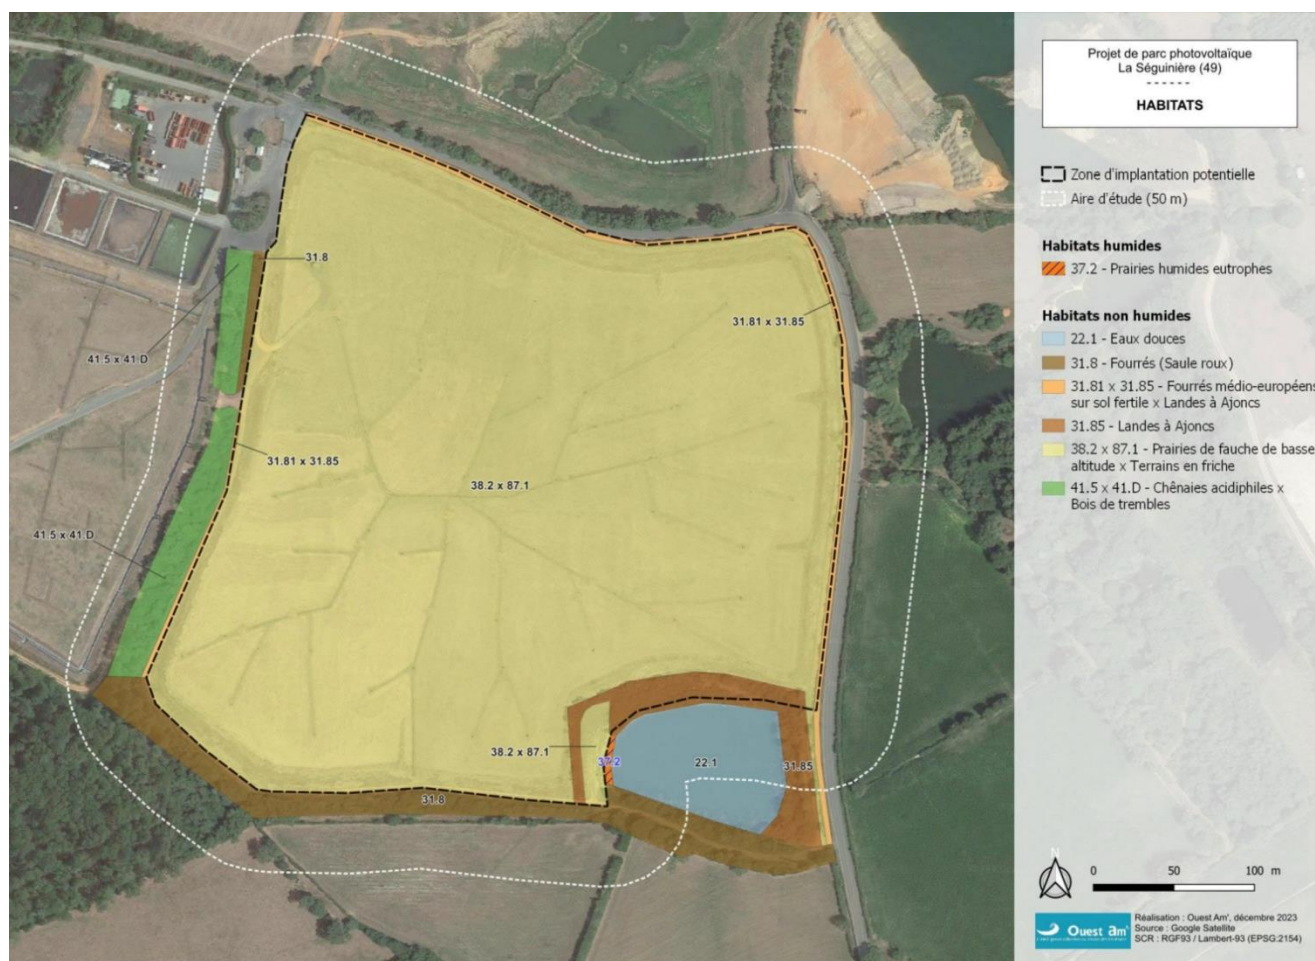 Projet de parc photovoltaïque
La Séguinière (49)
------
HABITATS
Zone d'implantation potentielle
Aire d'étude (50 m)
Habitats humides
37.2 - Prairies humides eutrophes
Habitats non humides
22.1 - Eaux douces
31.8 - Fourrés (Saule roux)
31.81 x 31.85 - Fourrés médio-européens
sur sol fertile x Landes à Ajoncs
31.85 - Landes à Ajoncs
38.2 x 87.1 - Prairies de fauche de basse
altitude x Terrains en friche
41.5 x 41.D - Chênaies acidiphiles x
Bois de trembles
31.8
31.81 x 31.85
41.5 x 41.D
31.81 x 31.85
38.2 x 87.1
41.5 x 41.D
38.2 x 87.1
37.2
22.1
31.85
31.8
N
0 50 100 m
Ouest am'
Réalisation : Ouest Am', décembre 2023
Source : Google Satellite
SCR : RGF93 / Lambert-93 (EPSG:2154)